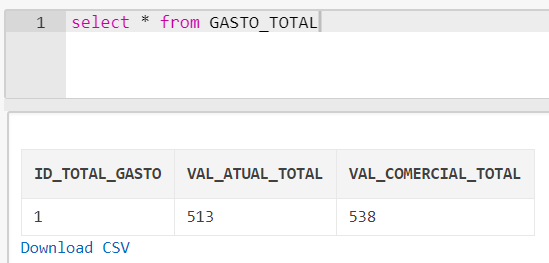 1 select * from GASTO_TOTAL
ID_TOTAL_GASTO VAL_ATUAL_TOTAL VAL_COMERCIAL_TOTAL
1 513 538
Download CSV